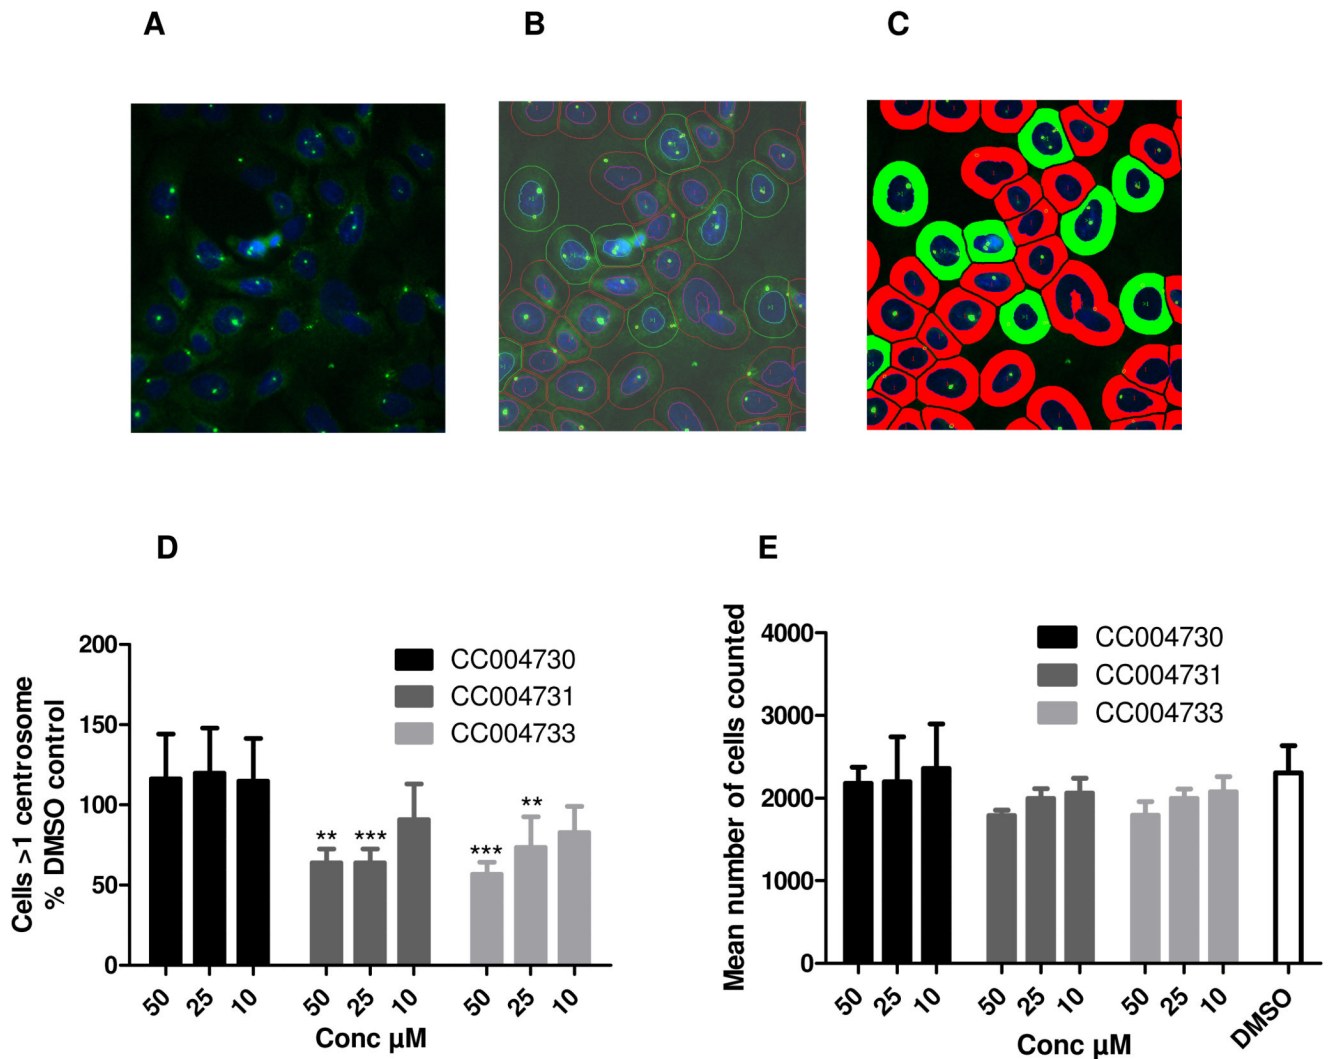 A
B
C
D
Cells >1 centrosome
% DMSO control
200
150
100
50
0
CC004730
CC004731
CC004733
**
***
***
**
50
25
10
50
25
10
50
25
10
Conc µM
E
Mean number of cells counted
4000
3000
2000
1000
0
CC004730
CC004731
CC004733
50
25
10
50
25
10
50
25
10
DMSO
Conc µM